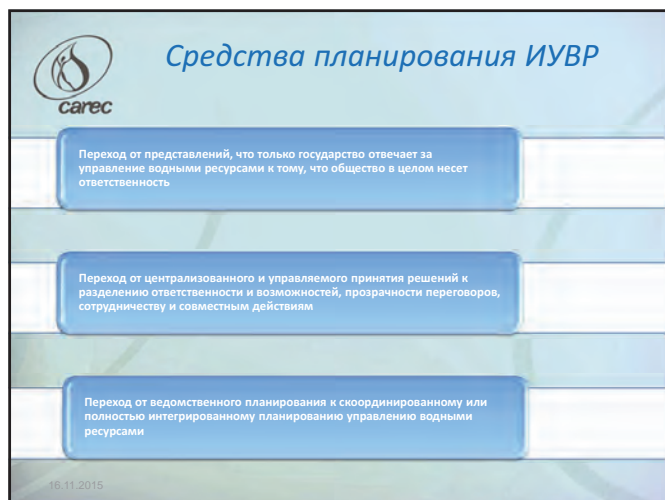 Средства планирования ИУВР
carec
Переход от представлений, что только государство отвечает за
управление водными ресурсами к тому, что общество в целом несет
ответственность
Переход от централизованного и управляемого принятия решений к
разделению ответственности и возможностей, прозрачности переговоров,
сотрудничеству и совместным действиям
Переход от ведомственного планирования к скоординированному или
полностью интегрированному планированию управлению водными
ресурсами
16.11.2015